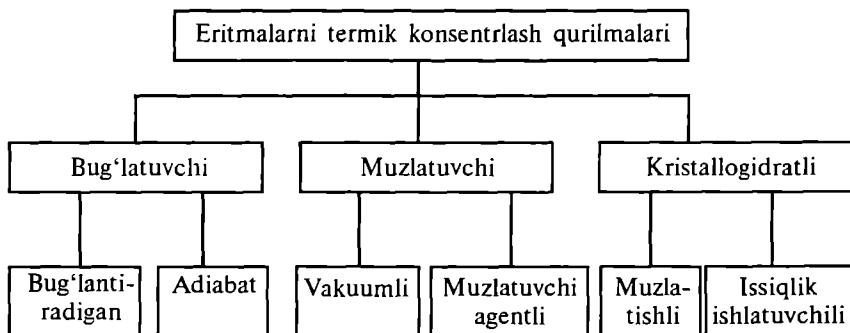 Eritmalarni termik konsentrlash qurilmalari
Bug‘latuvchi
Muzlatuvchi
Kristallogidratli
Bug‘lanti-
radigan
Adiabat
Vakuumli
Muzlatuvchi
agentli
Muzla-
tishli
Issiqlik
ishlatuvchili